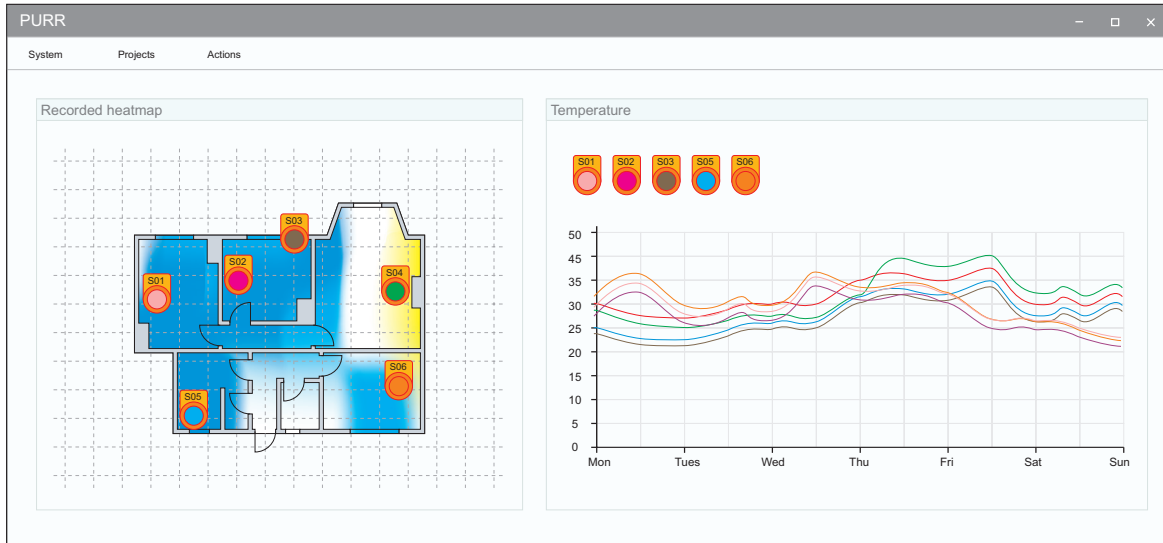 PURR
System Projects Actions
Recorded heatmap
S03
S02
S04
S01
S06
S05
Temperature
S01 S02 S03 S05 S06
50
45
40
35
30
25
20
15
10
5
0
Mon Tues Wed Thu Fri Sat Sun